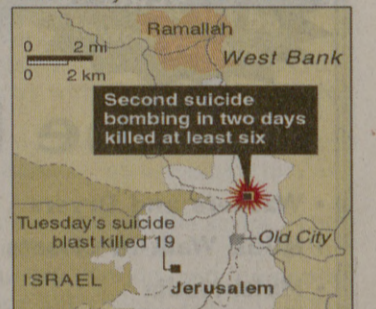 Ramallah
0 2 mi
0 2 km
West Bank
Second suicide
bombing in two days
killed at least six
Tuesday's suicide
blast killed 19
Old City
ISRAEL
Jerusalem